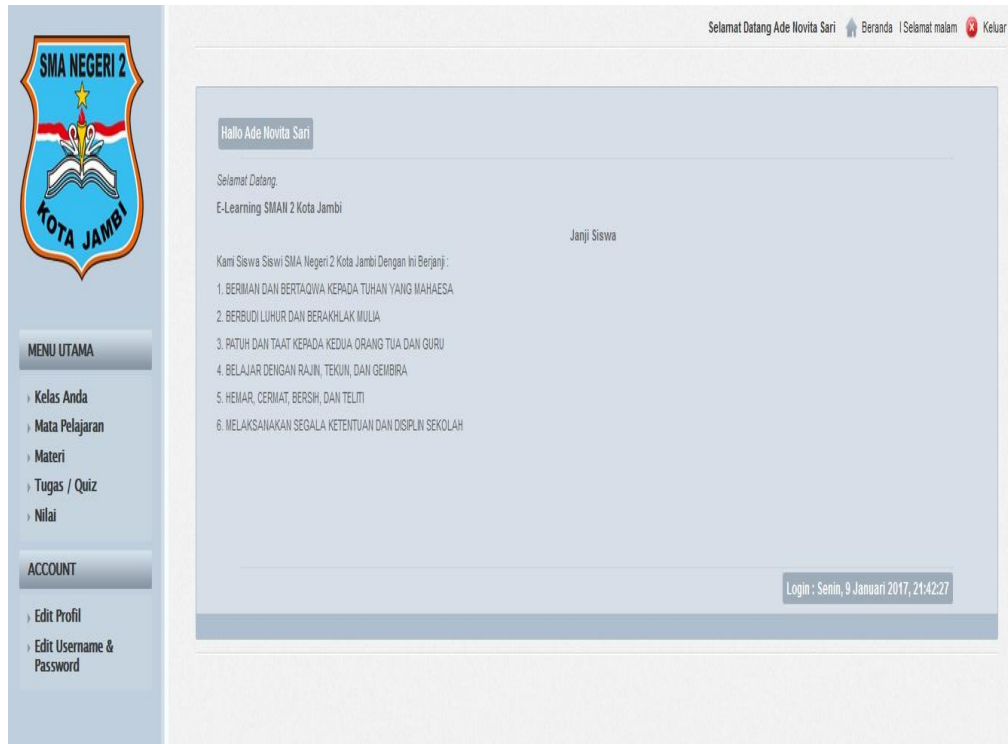 Selamat Datang Ade Novita Sari Beranda | Selamat malam Keluar
SMA NEGERI 2
KOTA JAMBI
MENU UTAMA
Kelas Anda
Mata Pelajaran
Materi
Tugas / Quiz
Nilai
ACCOUNT
Edit Profil
Edit Username &
Password
Hallo Ade Novita Sari
Selamat Datang.
E-Learning SMAN 2 Kota Jambi
Janji Siswa
Kami Siswa Siswi SMA Negeri 2 Kota Jambi Dengan Ini Berjanji :
1. BERIMAN DAN BERTAQWA KEPADA TUHAN YANG MAHAESA
2. BERBUDI LUHUR DAN BERAKHLAK MULIA
3. PATUH DAN TAAT KEPADA KEDUA ORANG TUA DAN GURU
4. BELAJAR DENGAN RAJIN, TEKUN, DAN GEMBIRA
5. HEMAR, CERMAT, BERSIH, DAN TELITI
6. MELAKSANAKAN SEGALA KETENTUAN DAN DISIPLIN SEKOLAH
Login : Senin, 9 Januari 2017, 21:42:27